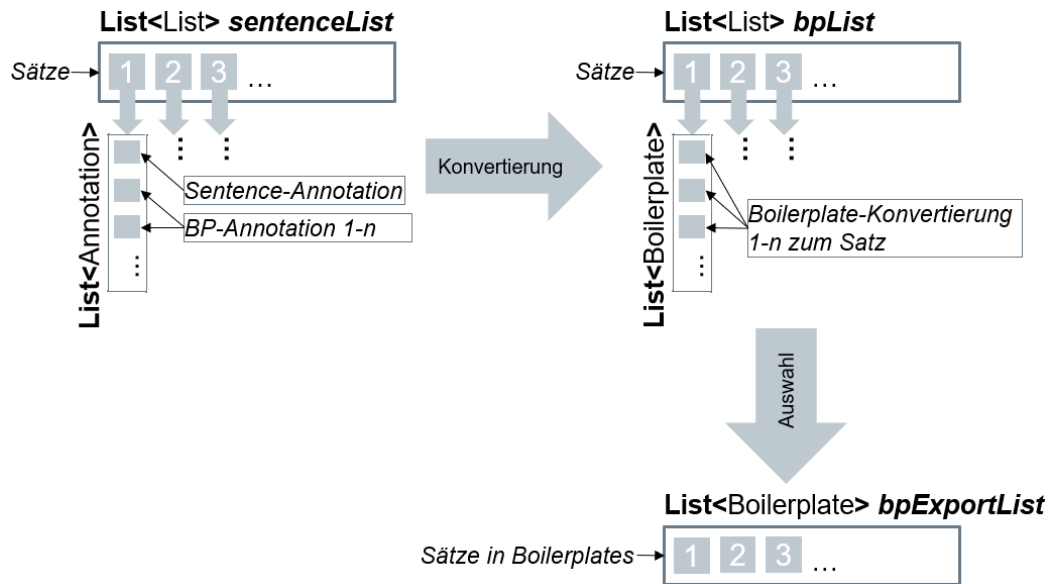 List<List> sentenceList
Sätze
1 2 3 ...
List<Annotation>
...
...
Sentence-Annotation
BP-Annotation 1-n
...
Konvertierung
List<List> bpList
Sätze
1 2 3 ...
List<Boilerplate>
...
...
Boilerplate-Konvertierung
1-n zum Satz
...
Auswahl
List<Boilerplate> bpExportList
Sätze in Boilerplates
1 2 3 ...